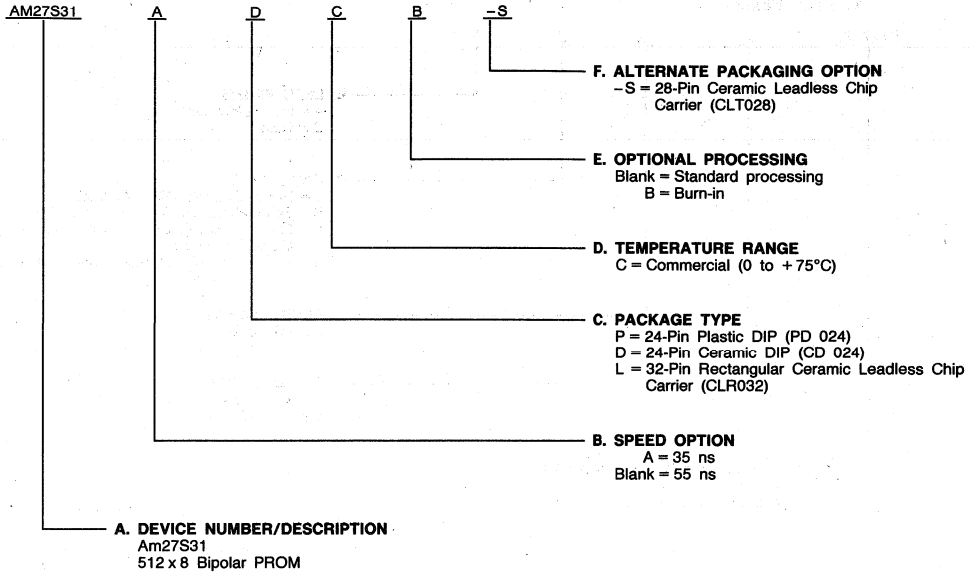 AM27S31 A D C B -S
F. ALTERNATE PACKAGING OPTION
-S = 28-Pin Ceramic Leadless Chip
Carrier (CLT028)
E. OPTIONAL PROCESSING
Blank = Standard processing
B = Burn-in
D. TEMPERATURE RANGE
C = Commercial (0 to +75°C)
C. PACKAGE TYPE
P = 24-Pin Plastic DIP (PD 024)
D = 24-Pin Ceramic DIP (CD 024)
L = 32-Pin Rectangular Ceramic Leadless Chip
Carrier (CLR032)
B. SPEED OPTION
A = 35 ns
Blank = 55 ns
A. DEVICE NUMBER/DESCRIPTION
Am27S31
512 x 8 Bipolar PROM